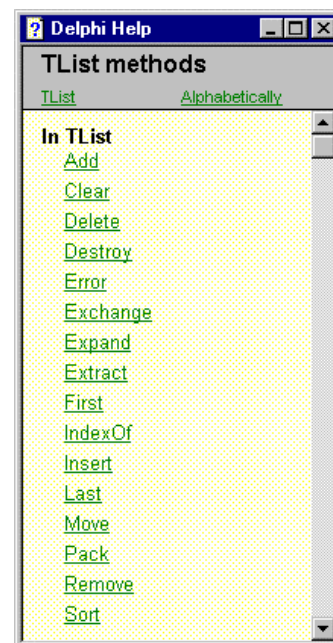 Delphi Help
TList methods
TList Alphabetically
In TList
Add
Clear
Delete
Destroy
Error
Exchange
Expand
Extract
First
IndexOf
Insert
Last
Move
Pack
Remove
Sort